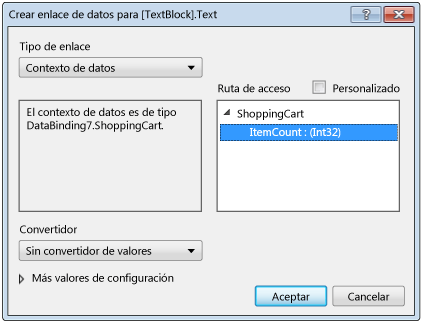 Crear enlace de datos para [TextBlock].Text
Tipo de enlace
Contexto de datos
Ruta de acceso
Personalizado
El contexto de datos es de tipo
DataBinding7.ShoppingCart.
ShoppingCart
ItemCount : (Int32)
Convertidor
Sin convertidor de valores
Más valores de configuración
Aceptar
Cancelar